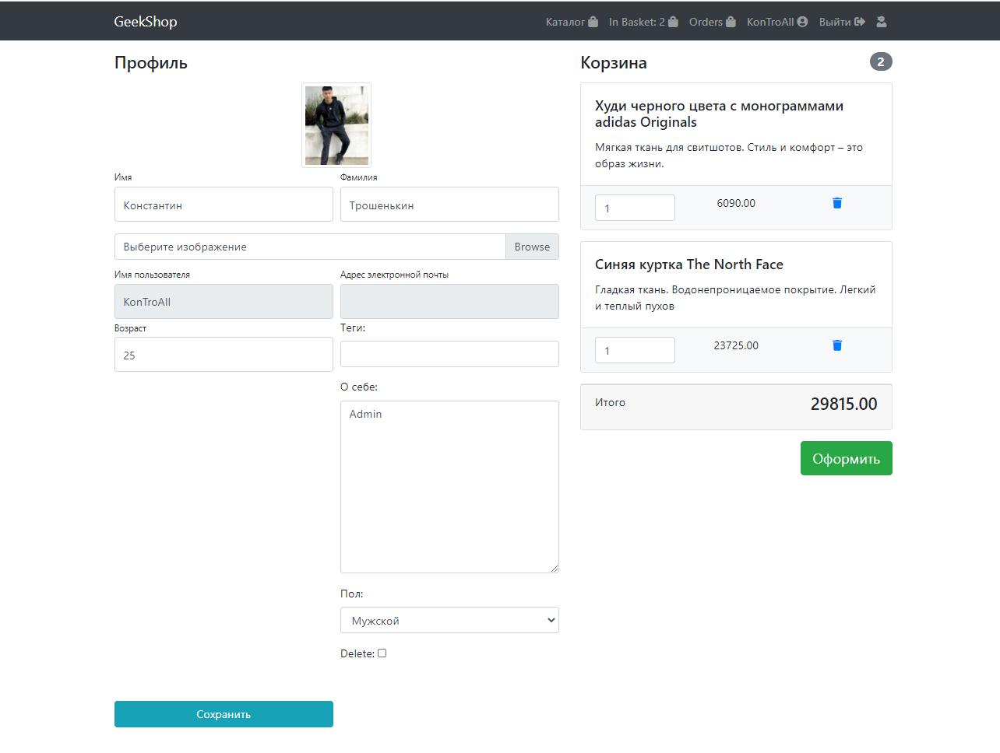 GeekShop
Каталог
In Basket: 2
Orders
KonTroAll
Выйти
Профиль
Имя
Константин
Фамилия
Трошенькин
Выберите изображение
Browse
Имя пользователя
KonTroAll
Адрес электронной почты
Возраст
25
Теги:
О себе:
Admin
Пол:
Мужской
Delete:
Сохранить
Корзина
2
Худи черного цвета с монограммами
adidas Originals
Мягкая ткань для свитшотов. Стиль и комфорт – это
образ жизни.
1
6090.00
Синяя куртка The North Face
Гладкая ткань. Водонепроницаемое покрытие. Легкий
и теплый пухов
1
23725.00
Итого
29815.00
Оформить